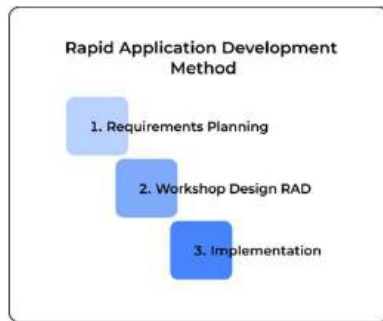 Rapid Application Development
Method
1. Requirements Planning
2. Workshop Design RAD
3. Implementation